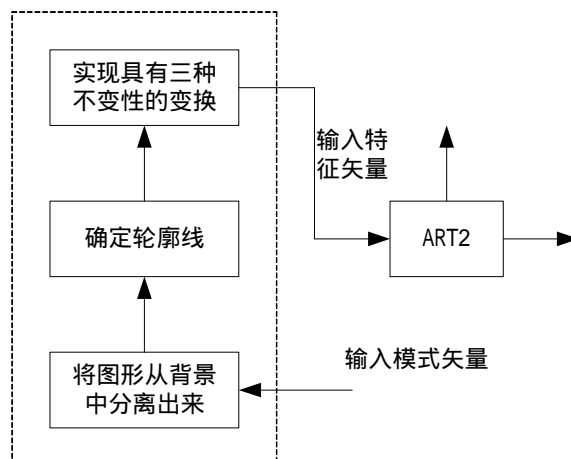 实现具有三种
不变性的变换
输入特
征矢量
确定轮廓线
ART2
输入模式矢量
将图形从背景
中分离出来